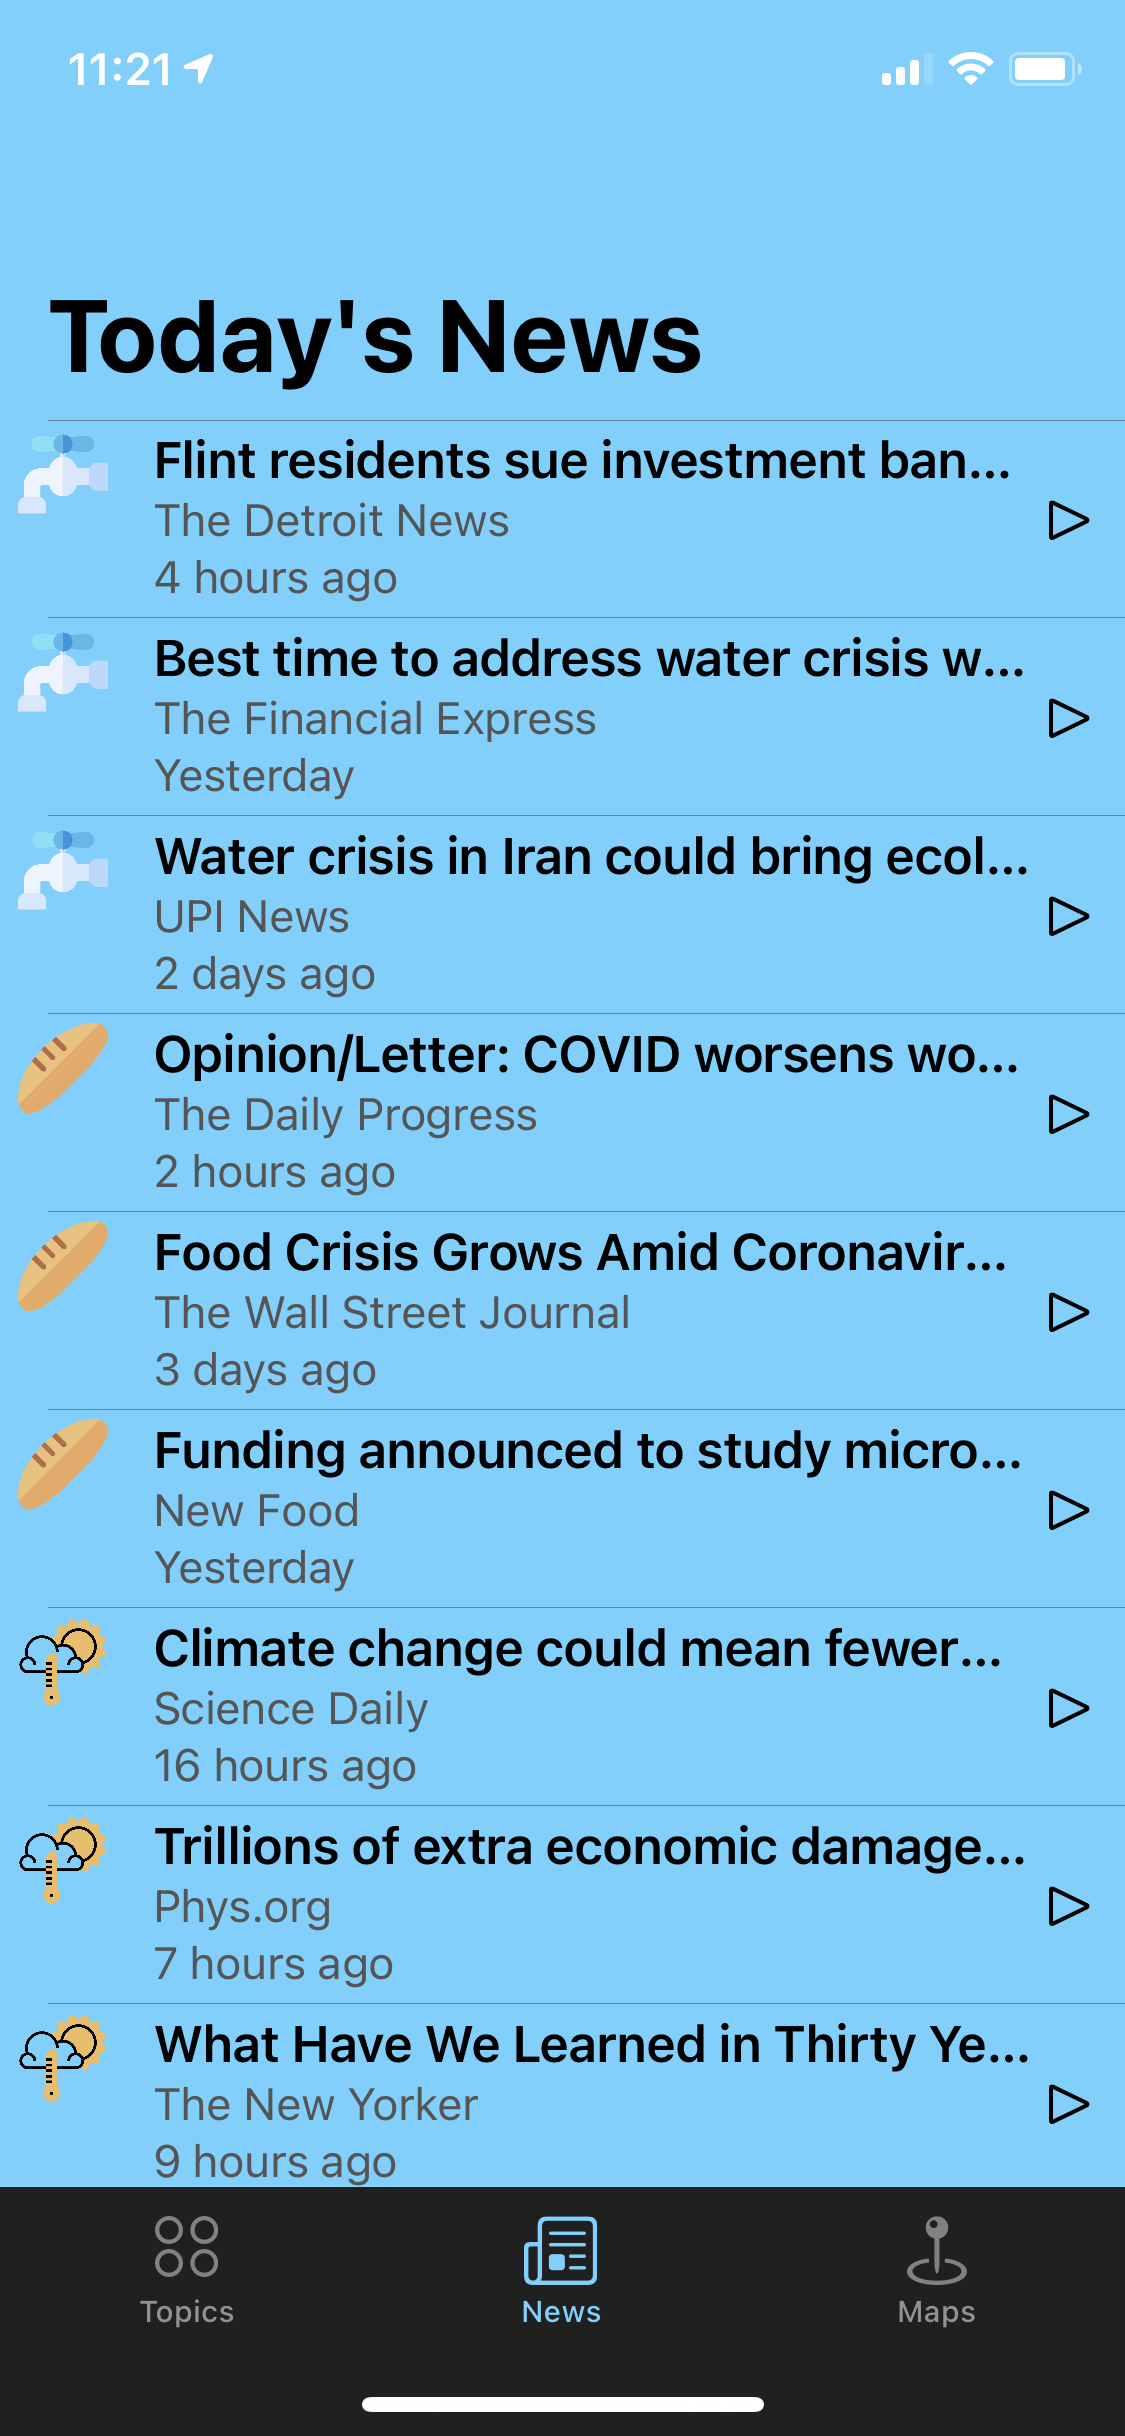 11:21
Today's News
Flint residents sue investment ban...
The Detroit News
4 hours ago
Best time to address water crisis w...
The Financial Express
Yesterday
Water crisis in Iran could bring ecol...
UPI News
2 days ago
Opinion/Letter: COVID worsens wo...
The Daily Progress
2 hours ago
Food Crisis Grows Amid Coronavir...
The Wall Street Journal
3 days ago
Funding announced to study micro...
New Food
Yesterday
Climate change could mean fewer...
Science Daily
16 hours ago
Trillions of extra economic damage...
Phys.org
7 hours ago
What Have We Learned in Thirty Ye...
The New Yorker
9 hours ago
Topics
News
Maps